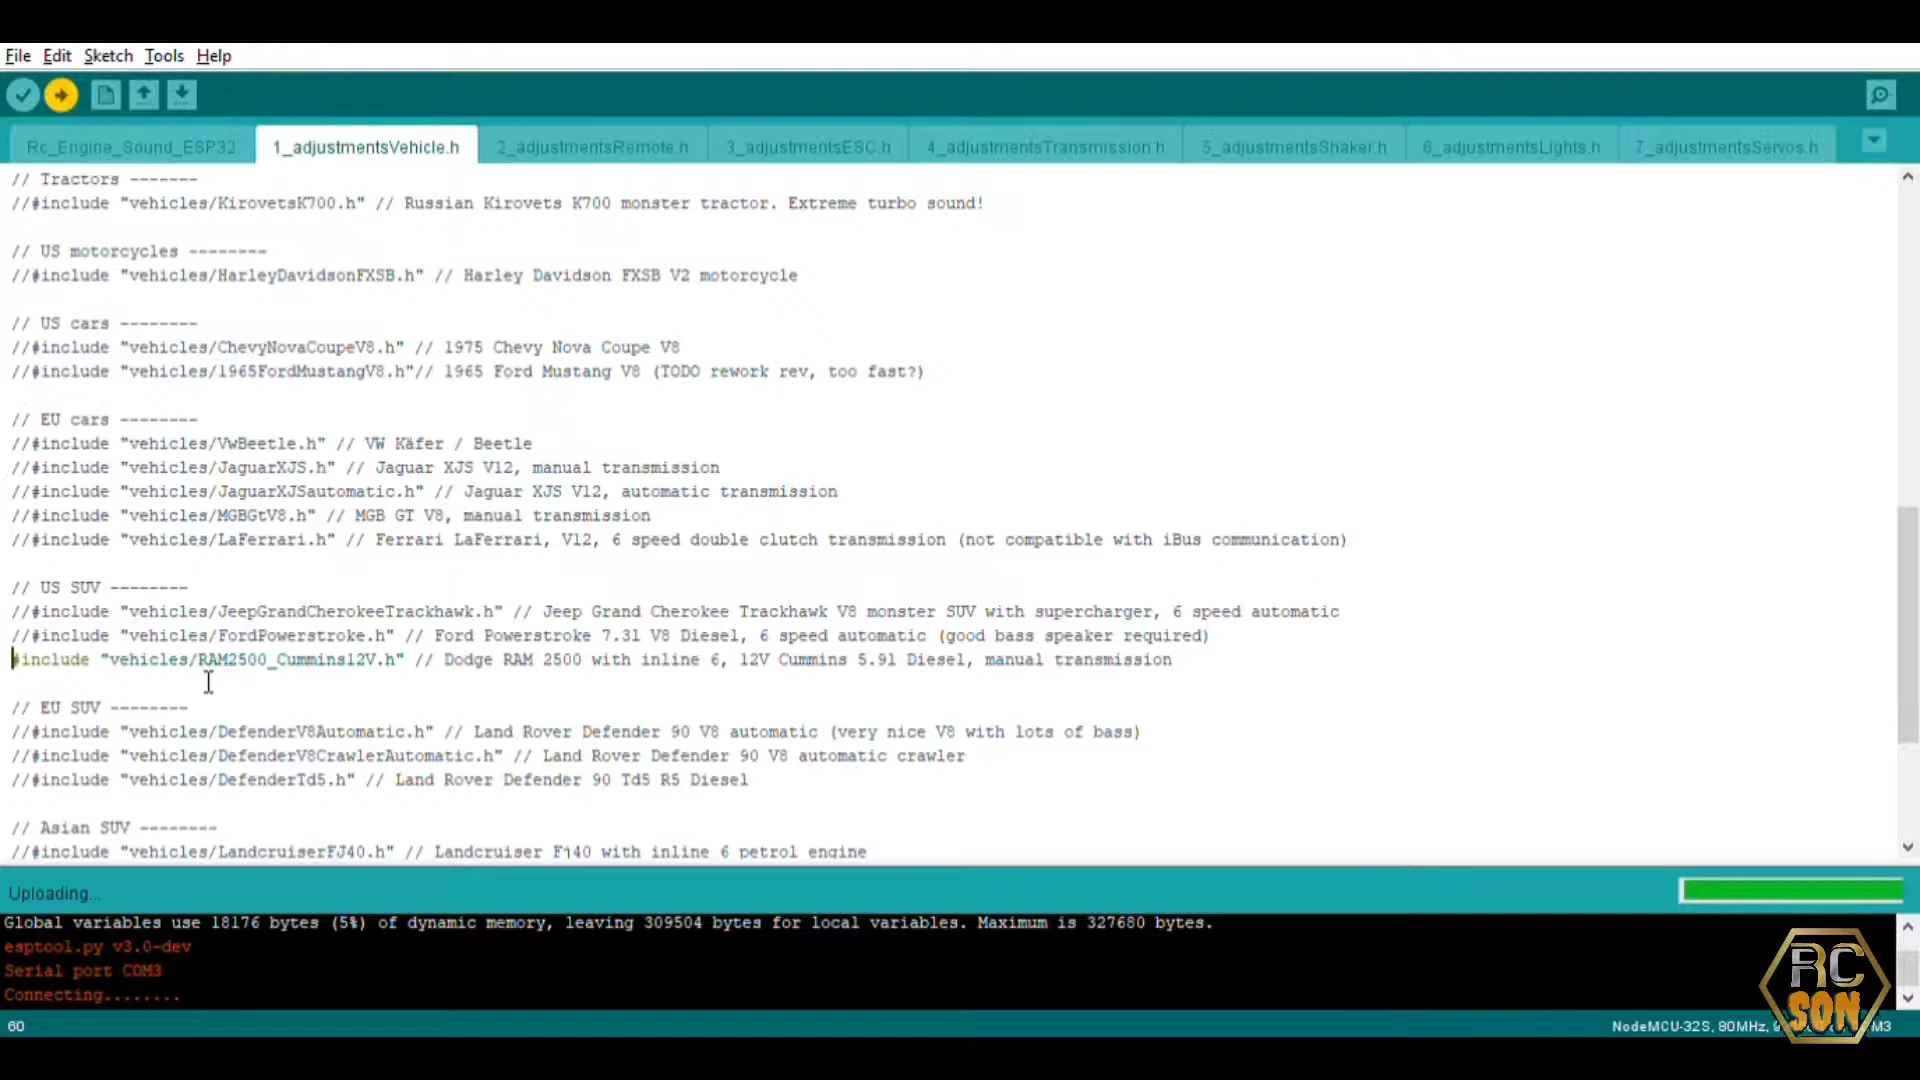 File Edit Sketch Tools Help
Rc_Engine_Sound_ESP32 1_adjustmentsVehicle.h 2_adjustmentsRemote.h 3_adjustmentsESC.h 4_adjustmentsTransmission.h 5_adjustmentsShaker.h 6_adjustmentsLights.h 7_adjustmentsServos.h
// Tractors -------
//#include "vehicles/KirovetsK700.h" // Russian Kirovets K700 monster tractor. Extreme turbo sound!
// US motorcycles --------
//#include "vehicles/HarleyDavidsonFXSB.h" // Harley Davidson FXSB V2 motorcycle
// US cars --------
//#include "vehicles/ChevyNovaCoupeV8.h" // 1975 Chevy Nova Coupe V8
//#include "vehicles/1965FordMustangV8.h"// 1965 Ford Mustang V8 (TODO rework rev, too fast?)
// EU cars --------
//#include "vehicles/VwBeetle.h" // VW Käfer / Beetle
//#include "vehicles/JaguarXJS.h" // Jaguar XJS V12, manual transmission
//#include "vehicles/JaguarXJSautomatic.h" // Jaguar XJS V12, automatic transmission
//#include "vehicles/MGBGtV8.h" // MGB GT V8, manual transmission
//#include "vehicles/LaFerrari.h" // Ferrari LaFerrari, V12, 6 speed double clutch transmission (not compatible with iBus communication)
// US SUV --------
//#include "vehicles/JeepGrandCherokeeTrackhawk.h" // Jeep Grand Cherokee Trackhawk V8 monster SUV with supercharger, 6 speed automatic
//#include "vehicles/FordPowerstroke.h" // Ford Powerstroke 7.3l V8 Diesel, 6 speed automatic (good bass speaker required)
#include "vehicles/RAM2500_Cummins12V.h" // Dodge RAM 2500 with inline 6, 12V Cummins 5.9l Diesel, manual transmission
// EU SUV --------
//#include "vehicles/DefenderV8Automatic.h" // Land Rover Defender 90 V8 automatic (very nice V8 with lots of bass)
//#include "vehicles/DefenderV8CrawlerAutomatic.h" // Land Rover Defender 90 V8 automatic crawler
//#include "vehicles/DefenderTd5.h" // Land Rover Defender 90 Td5 R5 Diesel
// Asian SUV --------
//#include "vehicles/LandcruiserFJ40.h" // Landcruiser Fj40 with inline 6 petrol engine
Uploading...
Global variables use 18176 bytes (5%) of dynamic memory, leaving 309504 bytes for local variables. Maximum is 327680 bytes.
esptool.py v3.0-dev
Serial port COM3
Connecting........
60
NodeMCU-32S, 80MHz, M3
RC
SON